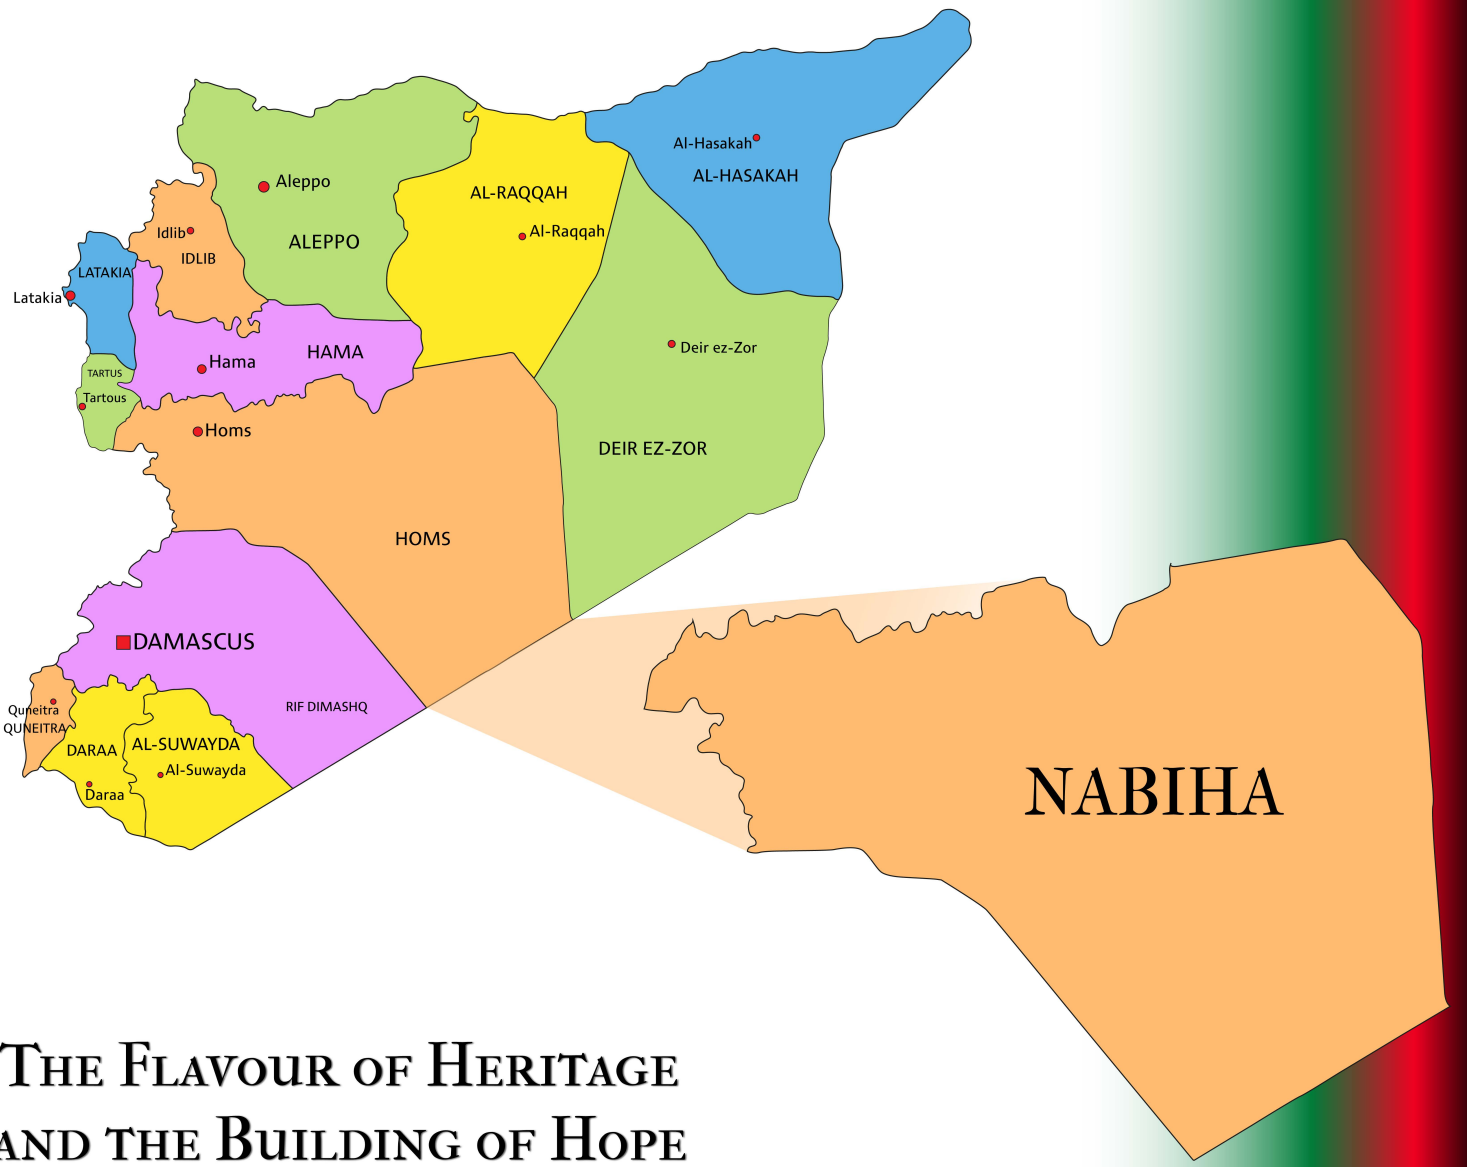 Al-Hasakah
AL-HASAKAH
Aleppo
AL-RAQQAH
Al-Raqqah
Idlib
IDLIB
ALEPPO
LATAKIA
Latakia
Hama
HAMA
Deir ez-Zor
TARTUS
Tartous
Homs
DEIR EZ-ZOR
HOMS
DAMASCUS
Quneitra
QUNEITRA
RIF DIMASHQ
DARAA
AL-SUWAYDA
Al-Suwayda
Daraa
NABIHA
THE FLAVOUR OF HERITAGE
AND THE BUILDING OF HOPE